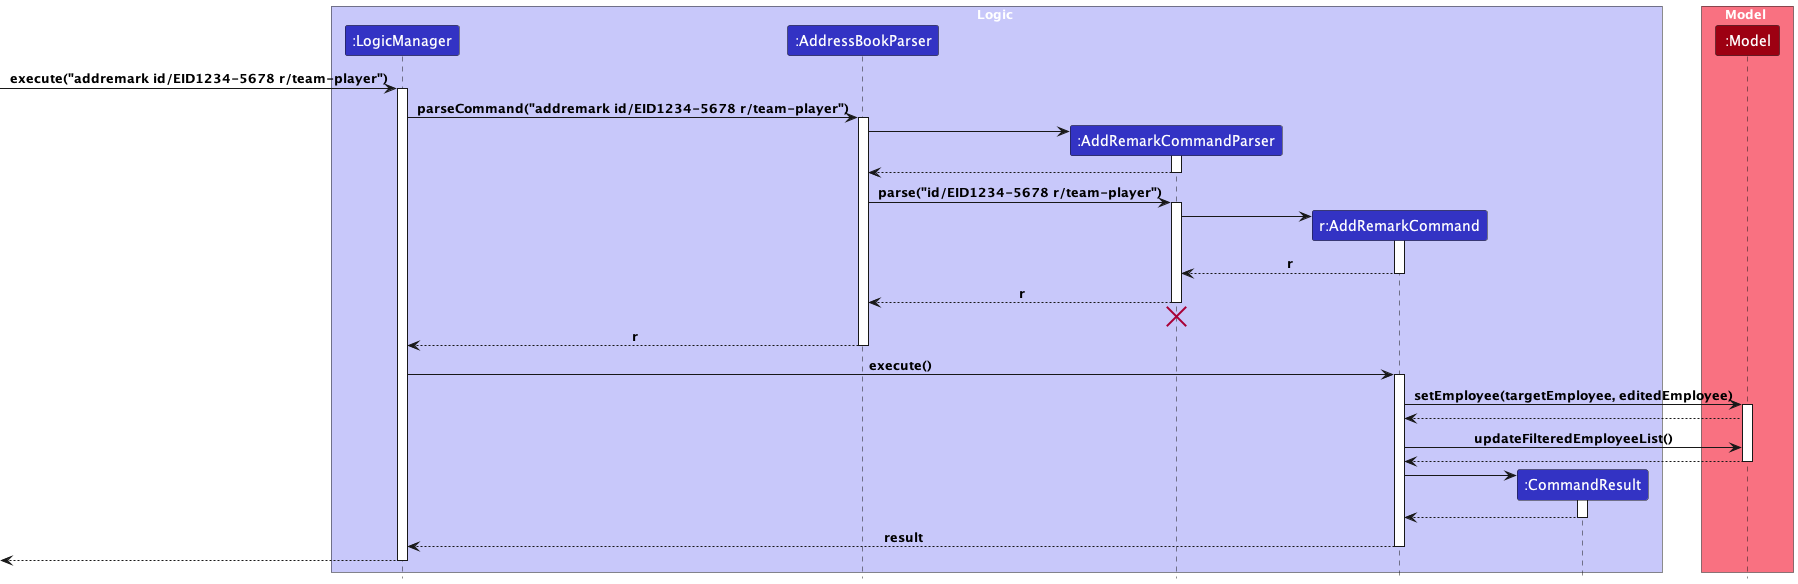 Logic
Model
:LogicManager
:AddressBookParser
:Model
execute("addremark id/EID1234-5678 r/team-player")
parseCommand("addremark id/EID1234-5678 r/team-player")
:AddRemarkCommandParser
parse("id/EID1234-5678 r/team-player")
r:AddRemarkCommand
r
r
r
execute()
setEmployee(targetEmployee, editedEmployee)
updateFilteredEmployeeList()
:CommandResult
result